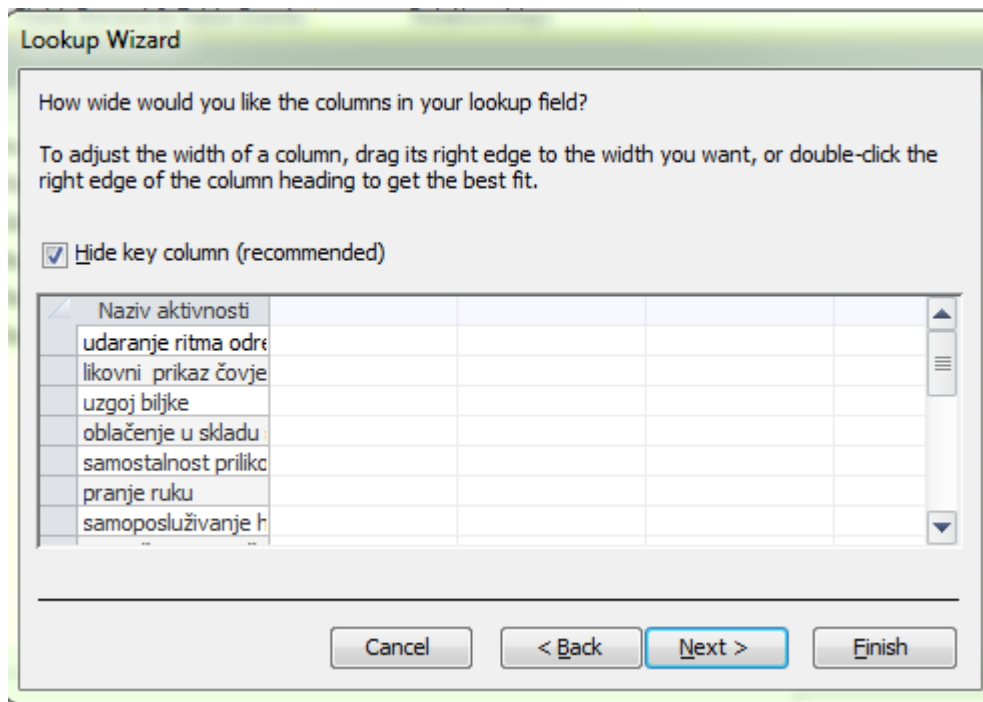 Lookup Wizard
How wide would you like the columns in your lookup field?
To adjust the width of a column, drag its right edge to the width you want, or double-click the
right edge of the column heading to get the best fit.
Hide key column (recommended)
Naziv aktivnosti
udaranje ritma odre
likovni  prikaz čovje
uzgoj biljke
oblačenje u skladu
samostalnost priliko
pranje ruku
samoposluživanje h
Cancel
< Back
Next >
Finish